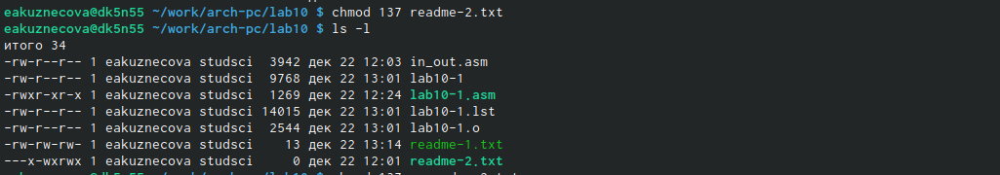 eakuznecova@dk5n55 ~/work/arch-pc/lab10 $ chmod 137 readme-2.txt
eakuznecova@dk5n55 ~/work/arch-pc/lab10 $ ls -l
итого 34
-rw-r--r-- 1 eakuznecova studsci  3942 дек 22 12:03 in_out.asm
-rw-r--r-- 1 eakuznecova studsci  9768 дек 22 13:01 lab10-1
-rwxr-xr-x 1 eakuznecova studsci  1269 дек 22 12:24 lab10-1.asm
-rw-r--r-- 1 eakuznecova studsci 14015 дек 22 13:01 lab10-1.lst
-rw-r--r-- 1 eakuznecova studsci  2544 дек 22 13:01 lab10-1.o
-rw-rw-rw- 1 eakuznecova studsci    13 дек 22 13:14 readme-1.txt
---x-wxrwx 1 eakuznecova studsci     0 дек 22 12:01 readme-2.txt